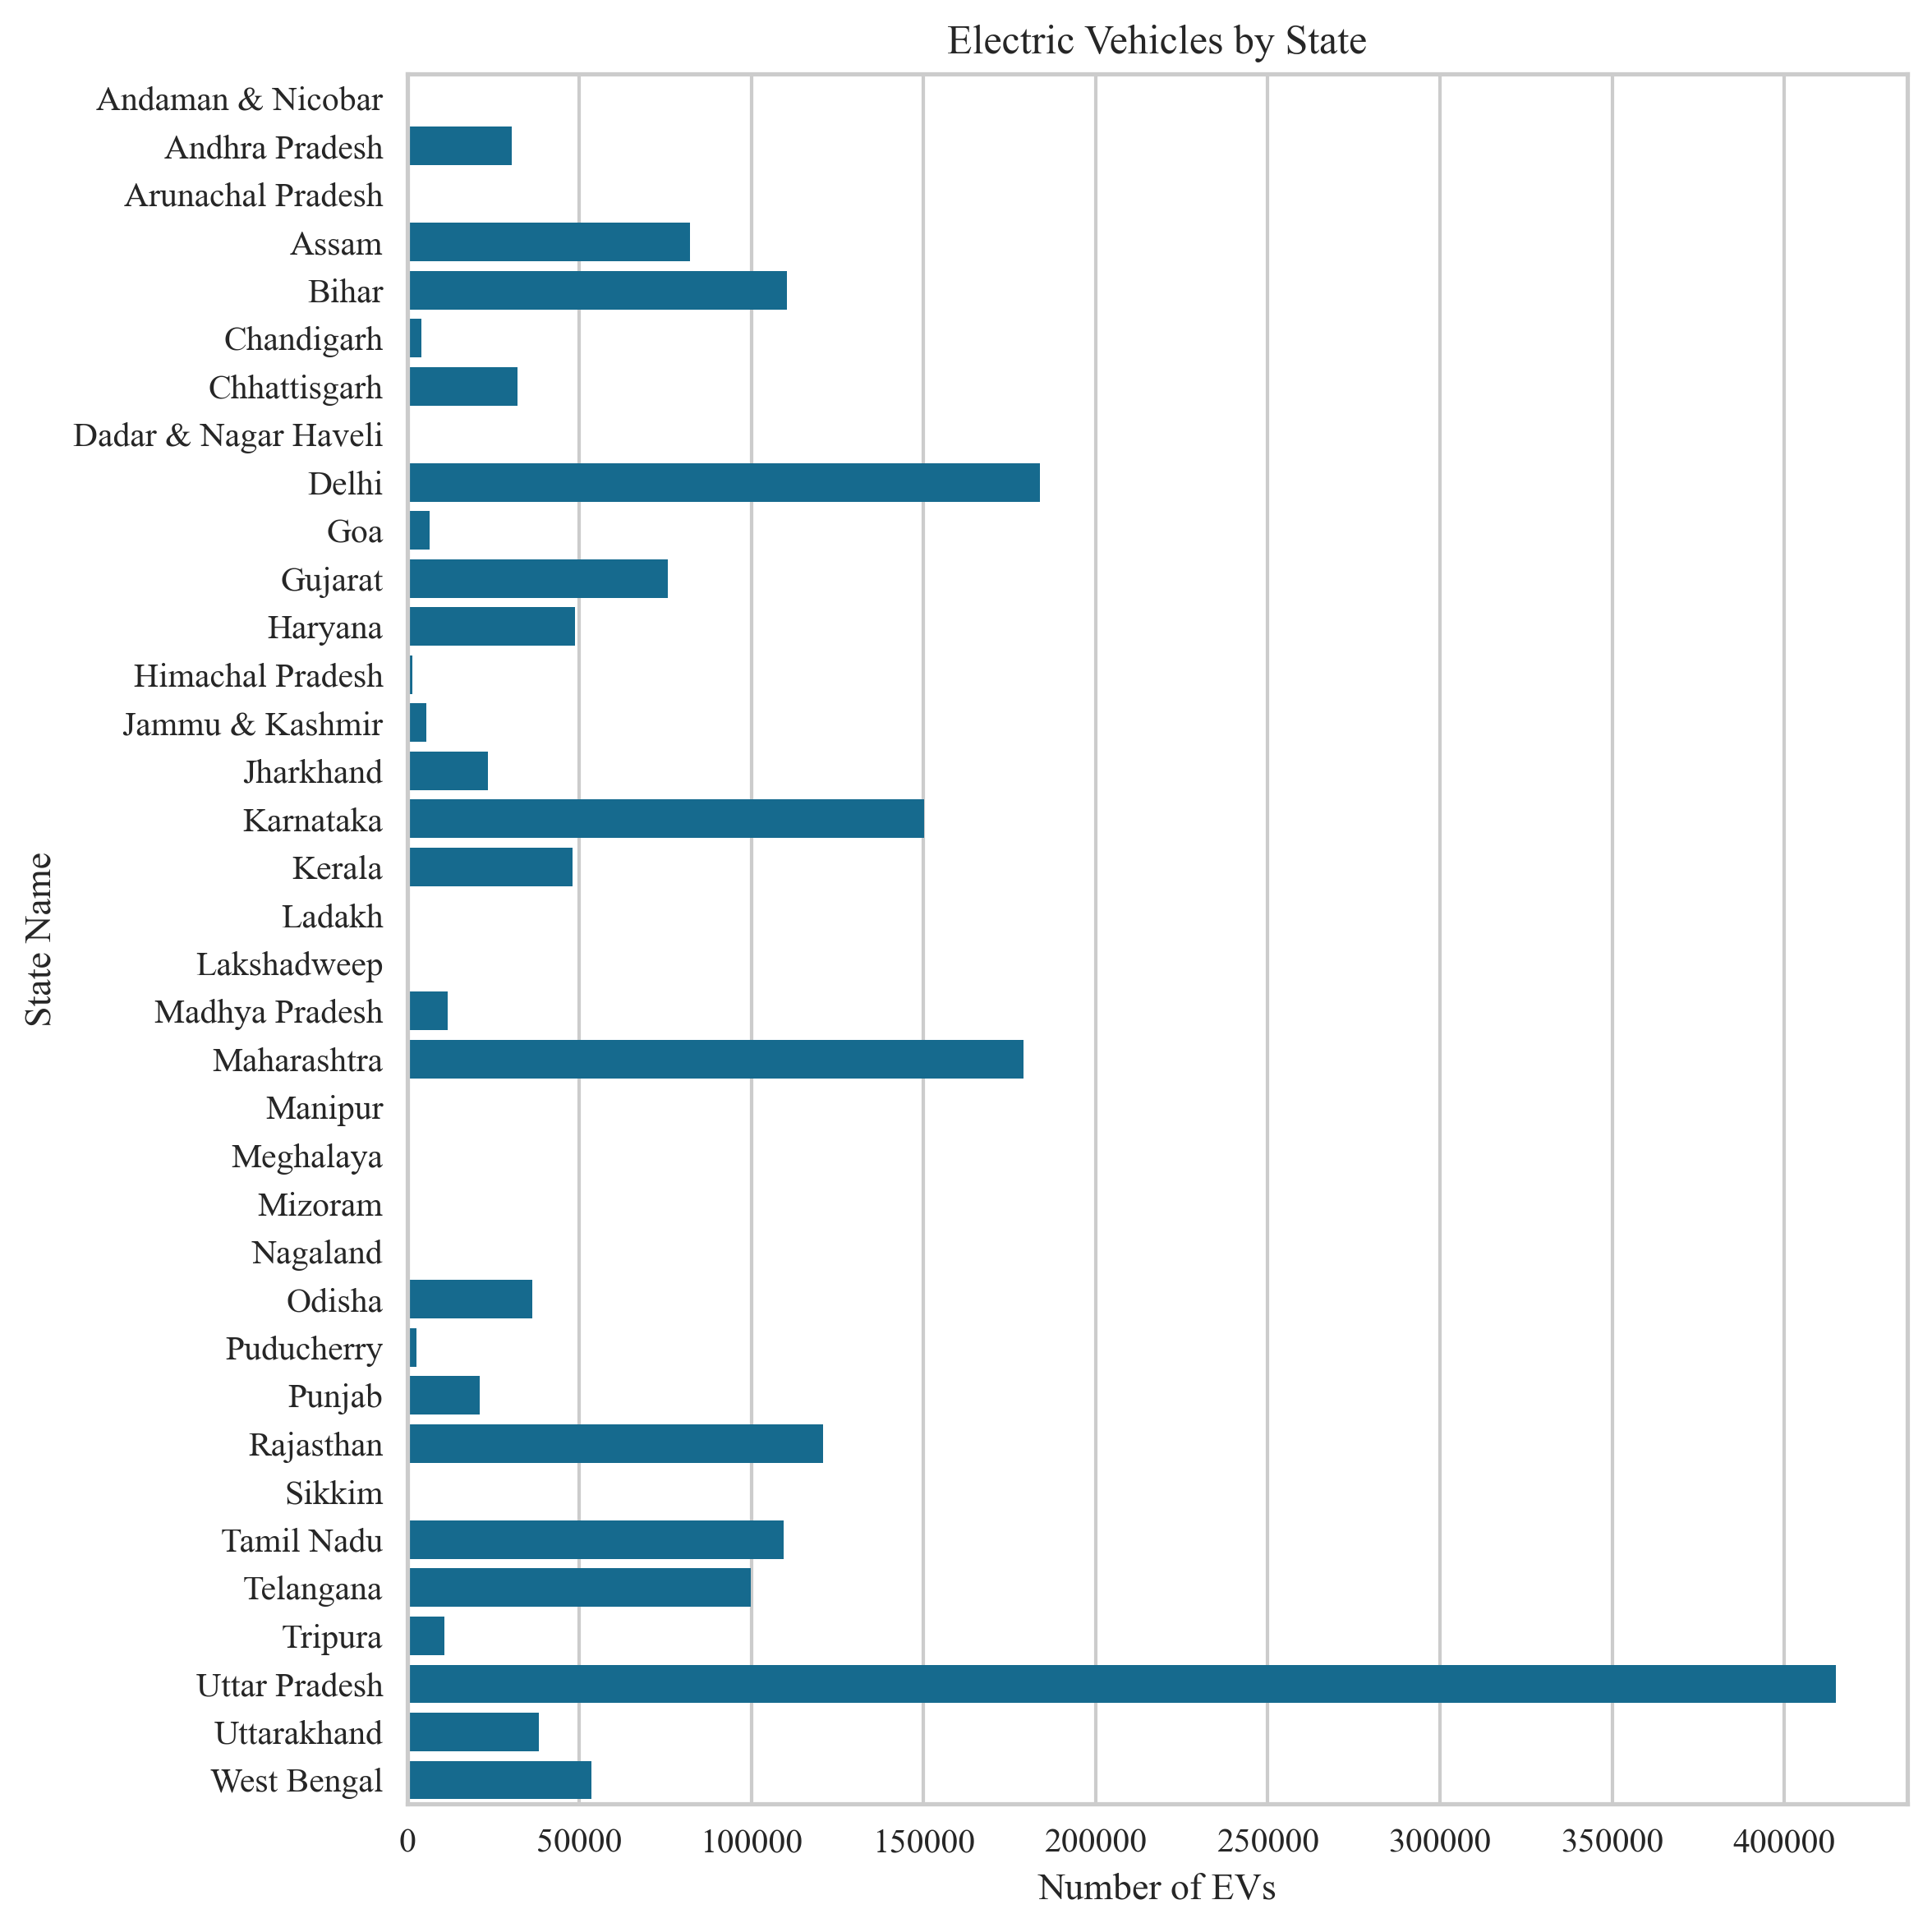 Electric Vehicles by State
State Name
Andaman & Nicobar
Andhra Pradesh
Arunachal Pradesh
Assam
Bihar
Chandigarh
Chhattisgarh
Dadar & Nagar Haveli
Delhi
Goa
Gujarat
Haryana
Himachal Pradesh
Jammu & Kashmir
Jharkhand
Karnataka
Kerala
Ladakh
Lakshadweep
Madhya Pradesh
Maharashtra
Manipur
Meghalaya
Mizoram
Nagaland
Odisha
Puducherry
Punjab
Rajasthan
Sikkim
Tamil Nadu
Telangana
Tripura
Uttar Pradesh
Uttarakhand
West Bengal
0 50000 100000 150000 200000 250000 300000 350000 400000
Number of EVs